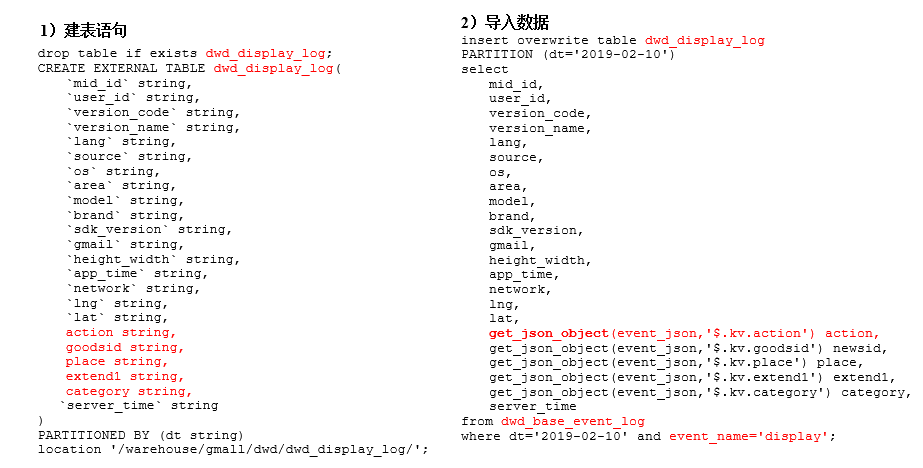 1）建表语句
drop table if exists dwd_display_log;
CREATE EXTERNAL TABLE dwd_display_log(
`mid_id` string,
`user_id` string,
`version_code` string,
`version_name` string,
`lang` string,
`source` string,
`os` string,
`area` string,
`model` string,
`brand` string,
`sdk_version` string,
`gmail` string,
`height_width` string,
`app_time` string,
`network` string,
`lng` string,
`lat` string,
action string,
goodsid string,
place string,
extend1 string,
category string,
`server_time` string
)
PARTITIONED BY (dt string)
location '/warehouse/gmall/dwd/dwd_display_log/';
2）导入数据
insert overwrite table dwd_display_log
PARTITION (dt='2019-02-10')
select
mid_id,
user_id,
version_code,
version_name,
lang,
source,
os,
area,
model,
brand,
sdk_version,
gmail,
height_width,
app_time,
network,
lng,
lat,
get_json_object(event_json,'$.kv.action') action,
get_json_object(event_json,'$.kv.goodsid') newsid,
get_json_object(event_json,'$.kv.place') place,
get_json_object(event_json,'$.kv.extend1') extend1,
get_json_object(event_json,'$.kv.category') category,
server_time
from dwd_base_event_log
where dt='2019-02-10' and event_name='display';